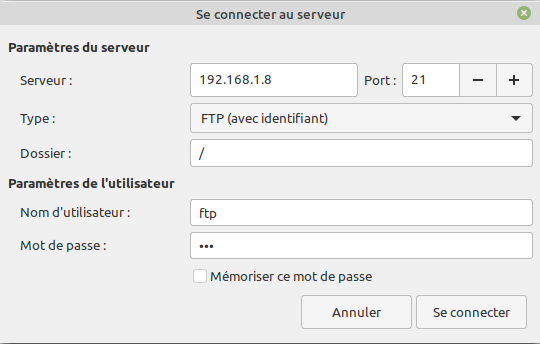 Se connecter au serveur
Paramètres du serveur
Serveur : 192.168.1.8 Port : 21 − +
Type : FTP (avec identifiant)
Dossier : /
Paramètres de l'utilisateur
Nom d'utilisateur : ftp
Mot de passe : •••
Mémoriser ce mot de passe
Annuler Se connecter